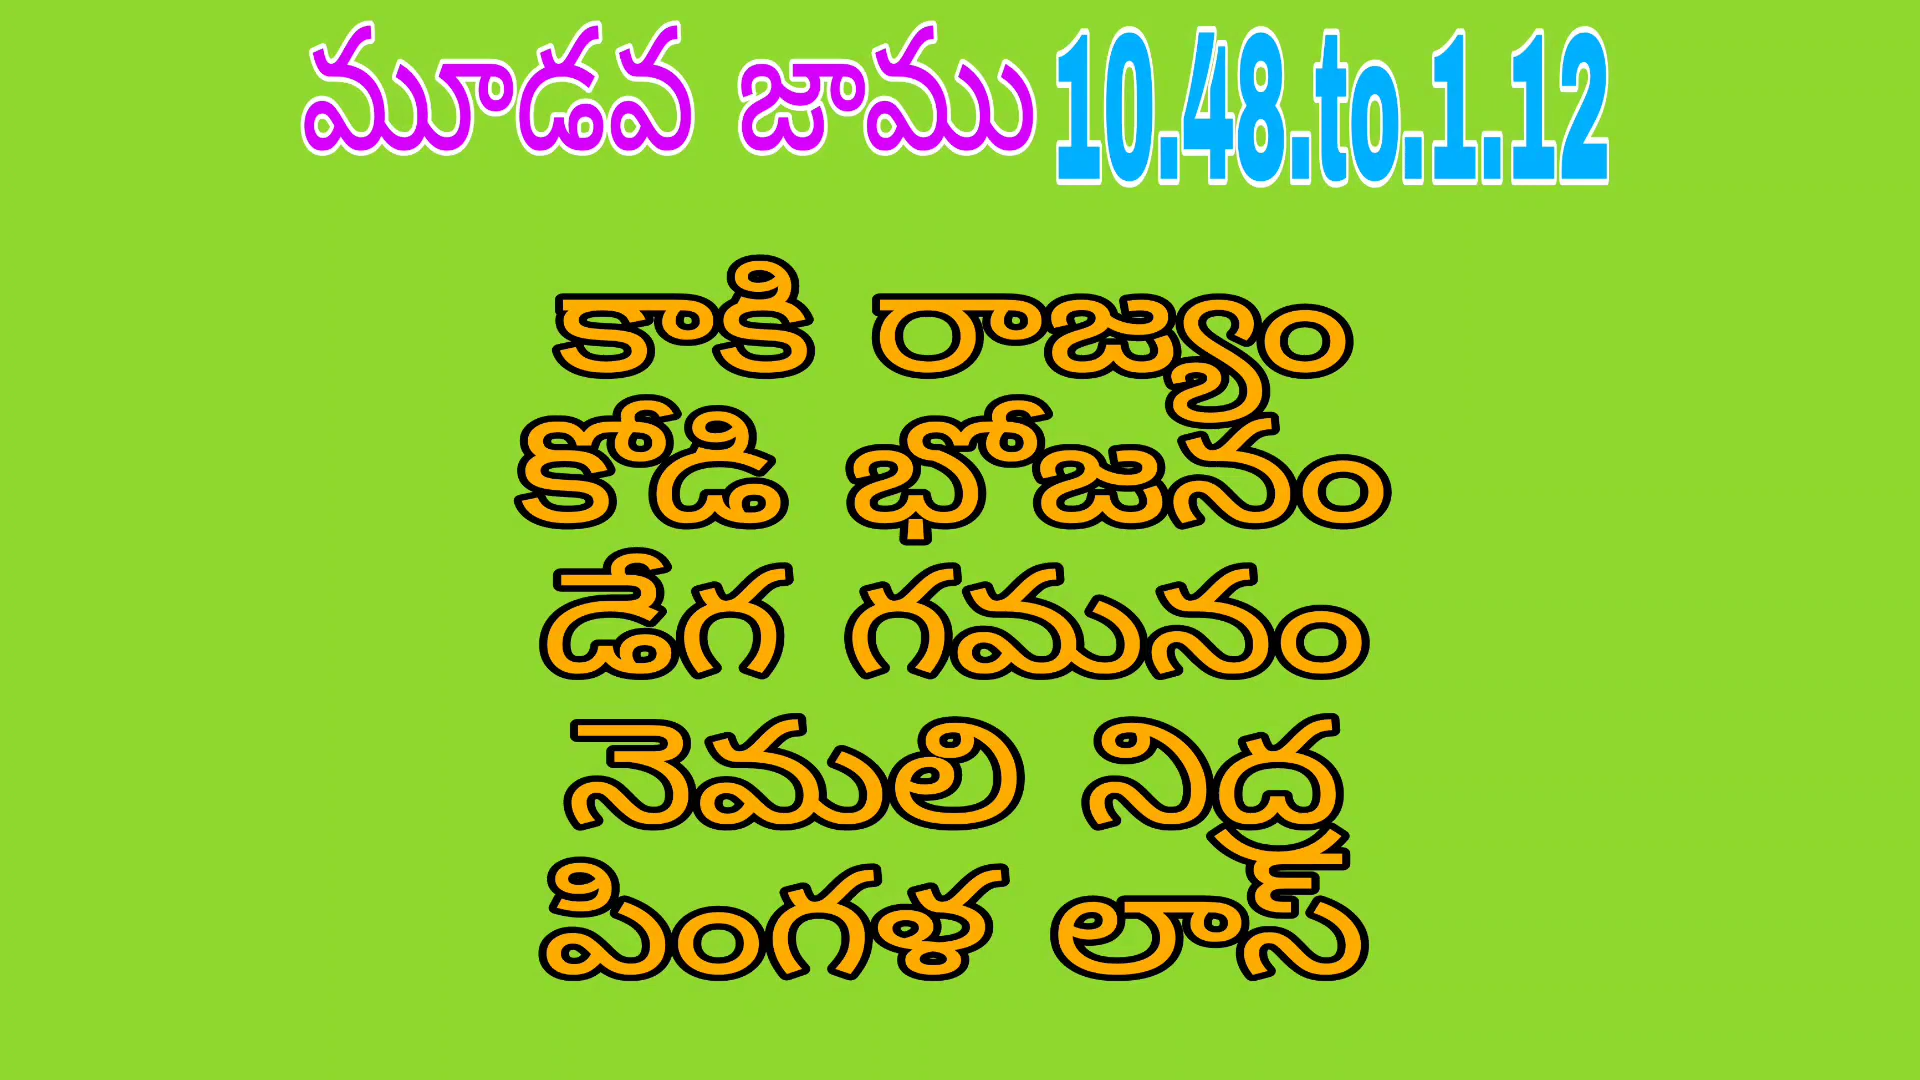 మూడవ జాము 10.48.to.1.12
కాకి రాజ్యం
కోడి భోజనం
డేగ గమనం
నెమలి నిద్ర
పింగళ లాస్